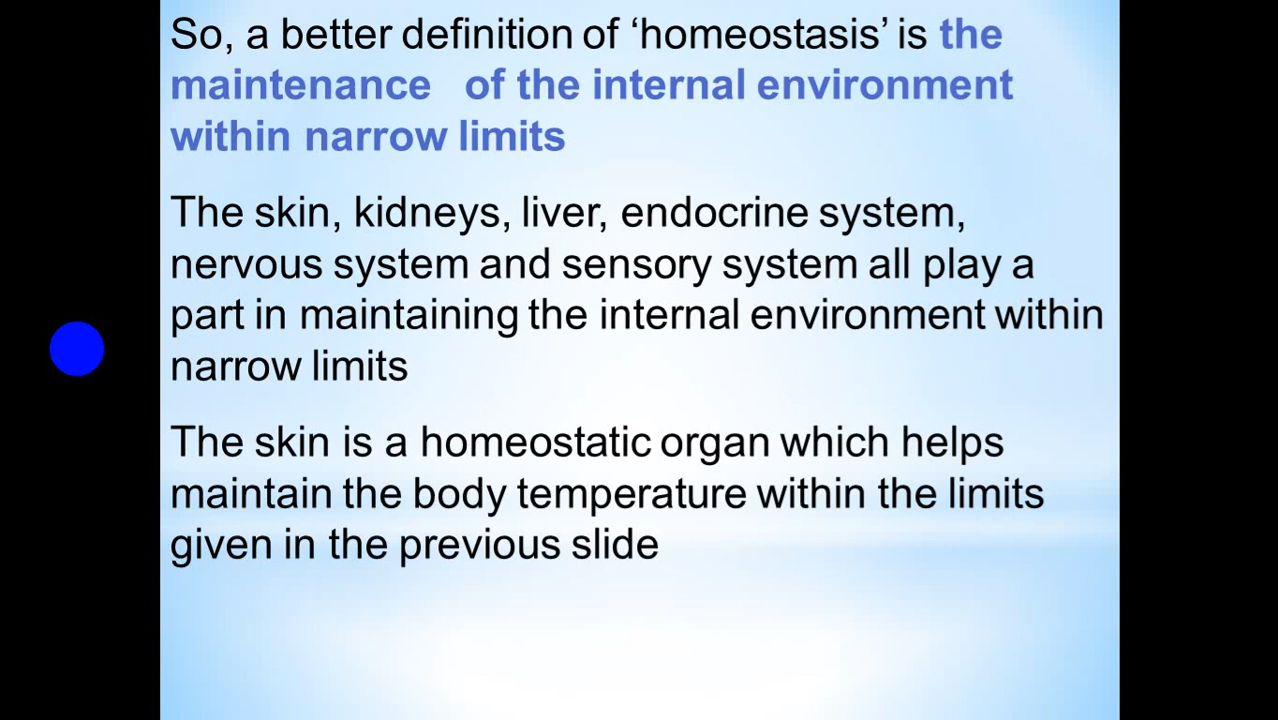 So, a better definition of ‘homeostasis’ is the
maintenance   of the internal environment
within narrow limits
The skin, kidneys, liver, endocrine system,
nervous system and sensory system all play a
part in maintaining the internal environment within
narrow limits
The skin is a homeostatic organ which helps
maintain the body temperature within the limits
given in the previous slide